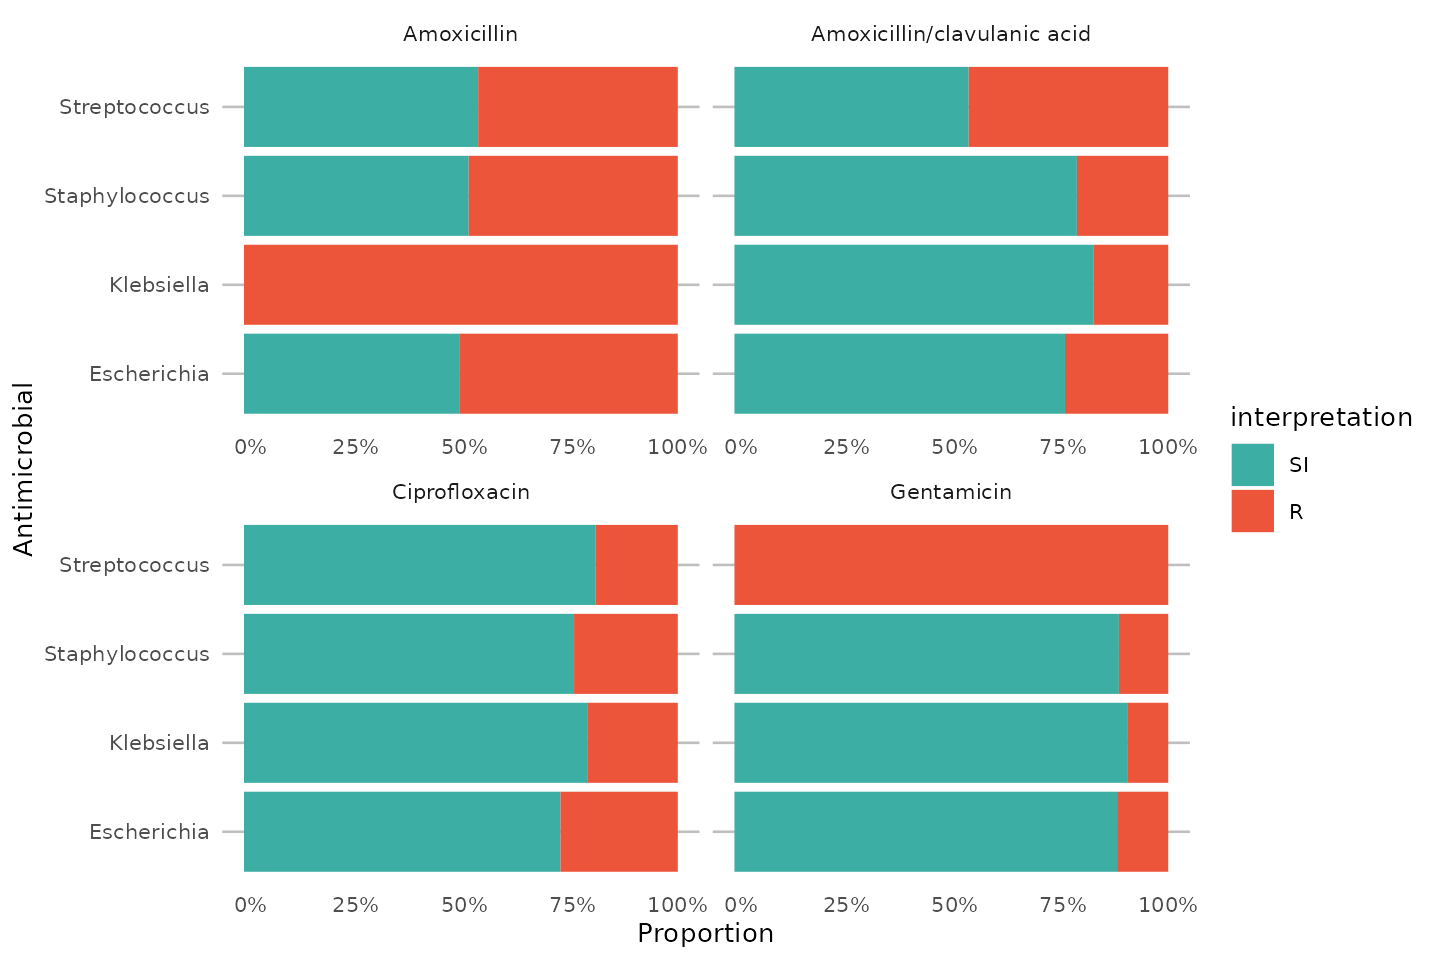 Amoxicillin
Amoxicillin/clavulanic acid
Streptococcus
Staphylococcus
Klebsiella
Escherichia
0% 25% 50% 75% 100% 0% 25% 50% 75% 100%
Ciprofloxacin
Gentamicin
Streptococcus
Staphylococcus
Klebsiella
Escherichia
0% 25% 50% 75% 100% 0% 25% 50% 75% 100%
Proportion
Antimicrobial
interpretation
SI
R